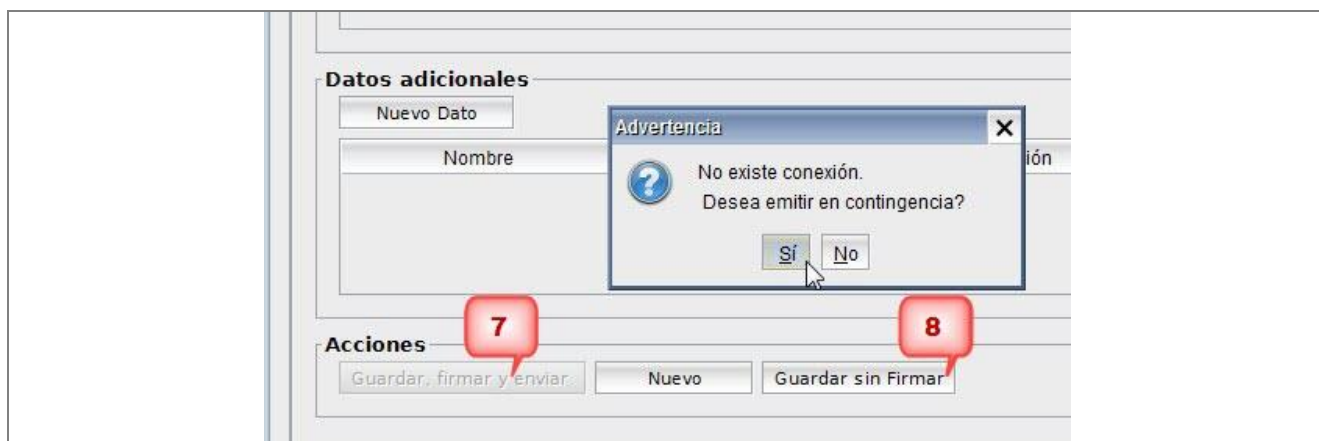 Datos adicionales
Nuevo Dato
Nombre
ión
Advertencia
No existe conexión.
Desea emitir en contingencia?
Sí No
7
8
Acciones
Guardar, firmar y enviar Nuevo Guardar sin Firmar